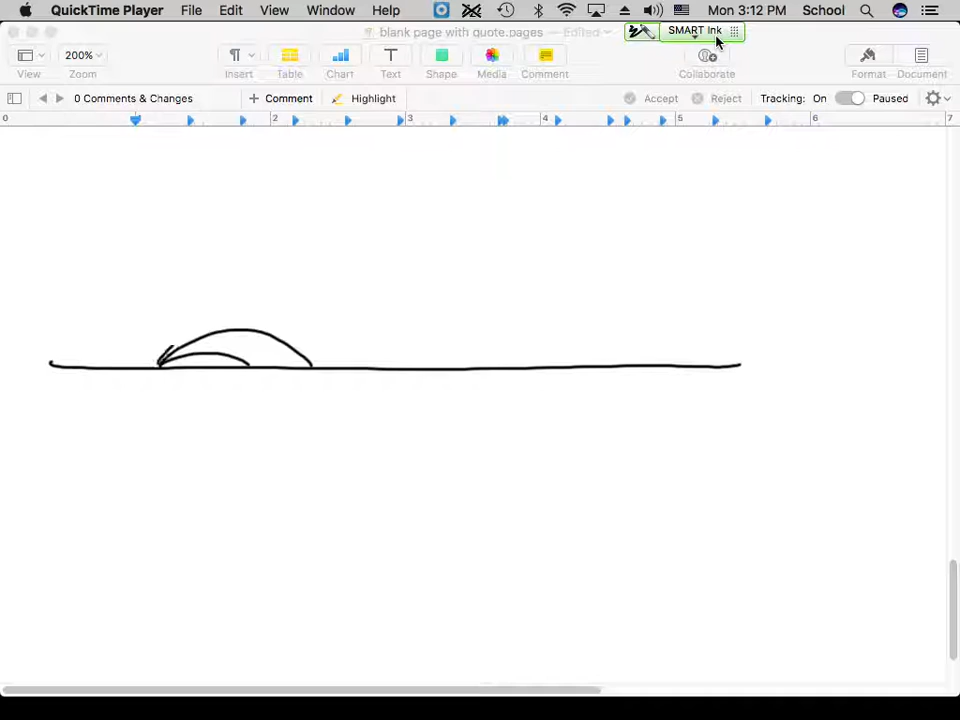 QuickTime Player File Edit View Window Help Mon 3:12 PM School
blank page with quote.pages — Edited SMART Ink
200%
View Zoom Insert Table Chart Text Shape Media Comment Collaborate Format Document
0 Comments & Changes + Comment Highlight Accept Reject Tracking: On Paused
0 2 3 4 5 6 7